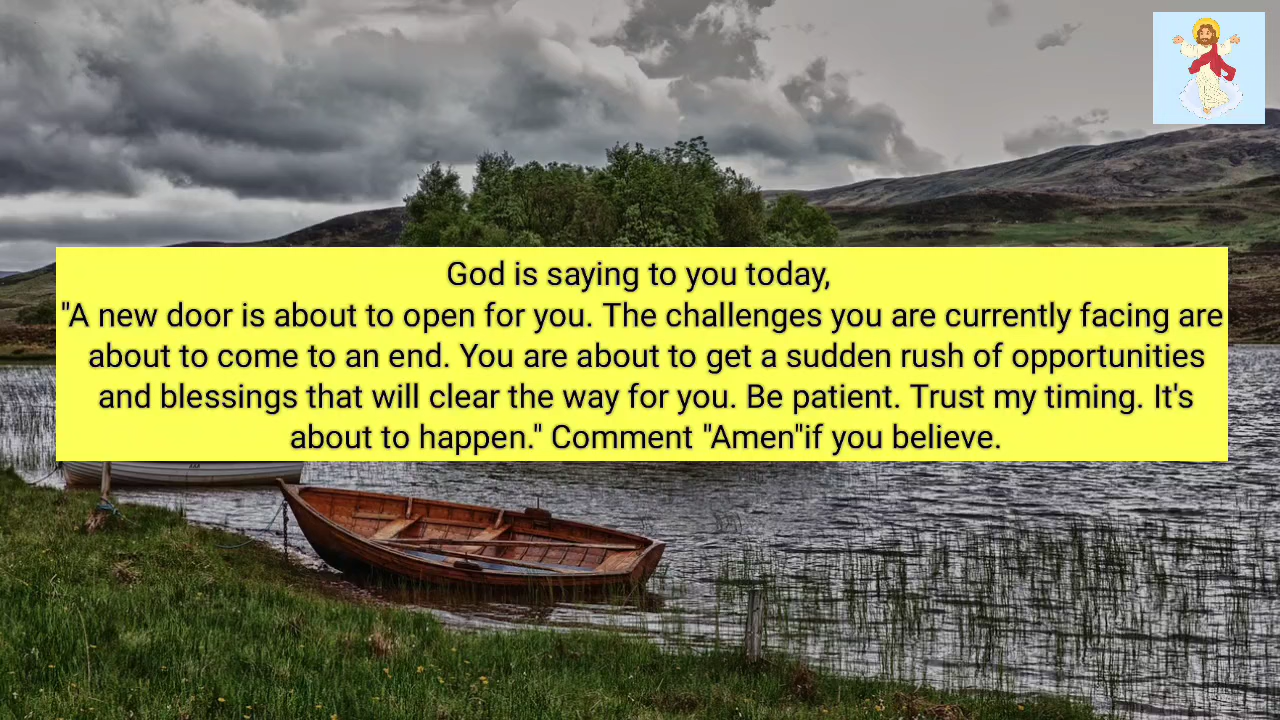 God is saying to you today,
"A new door is about to open for you. The challenges you are currently facing are
about to come to an end. You are about to get a sudden rush of opportunities
and blessings that will clear the way for you. Be patient. Trust my timing. It's
about to happen." Comment "Amen"if you believe.